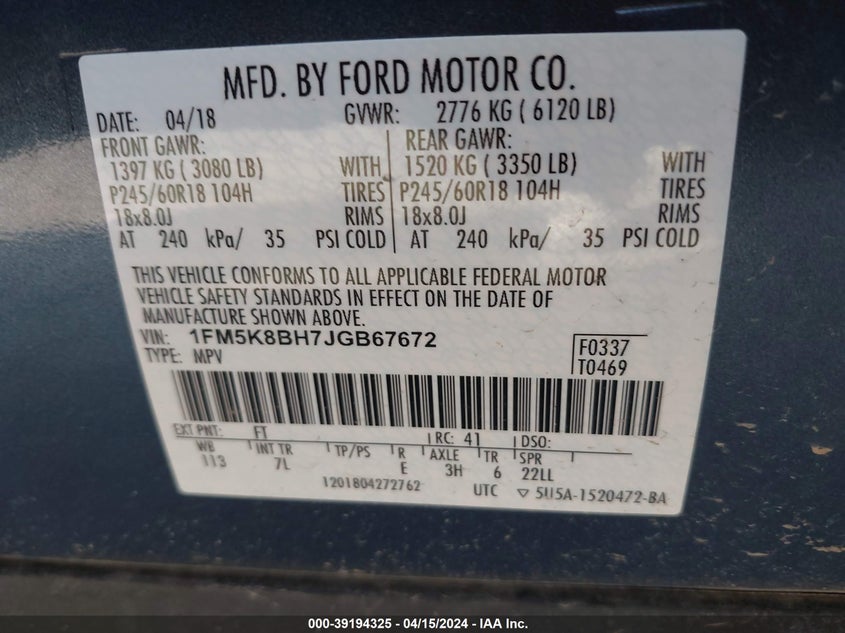 MFD. BY FORD MOTOR CO.
DATE: 04/18 GVWR: 2776 KG ( 6120 LB)
FRONT GAWR: REAR GAWR:
1397 KG ( 3080 LB) WITH 1520 KG ( 3350 LB) WITH
P245/60R18 104H TIRES P245/60R18 104H TIRES
18x8.0J RIMS 18x8.0J RIMS
AT 240 kPa/ 35 PSI COLD AT 240 kPa/ 35 PSI COLD
THIS VEHICLE CONFORMS TO ALL APPLICABLE FEDERAL MOTOR
VEHICLE SAFETY STANDARDS IN EFFECT ON THE DATE OF
MANUFACTURE SHOWN ABOVE.
VIN: 1FM5K8BH7JGB67672 F0337
TYPE: MPV T0469
EXT PNT: FT RC: 41 DSO:
WB INT TR TP/PS R AXLE TR SPR
113 7L E 3H 6 22LL
1201804272762 UTC ▽ 5U5A-1520472-BA
000-39194325 - 04/15/2024 - IAA Inc.